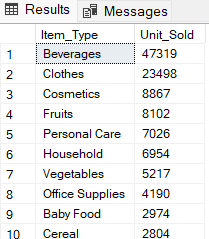 Results Messages
Item_Type Unit_Sold
1 Beverages 47319
2 Clothes 23498
3 Cosmetics 8867
4 Fruits 8102
5 Personal Care 7026
6 Household 6954
7 Vegetables 5217
8 Office Supplies 4190
9 Baby Food 2974
10 Cereal 2804